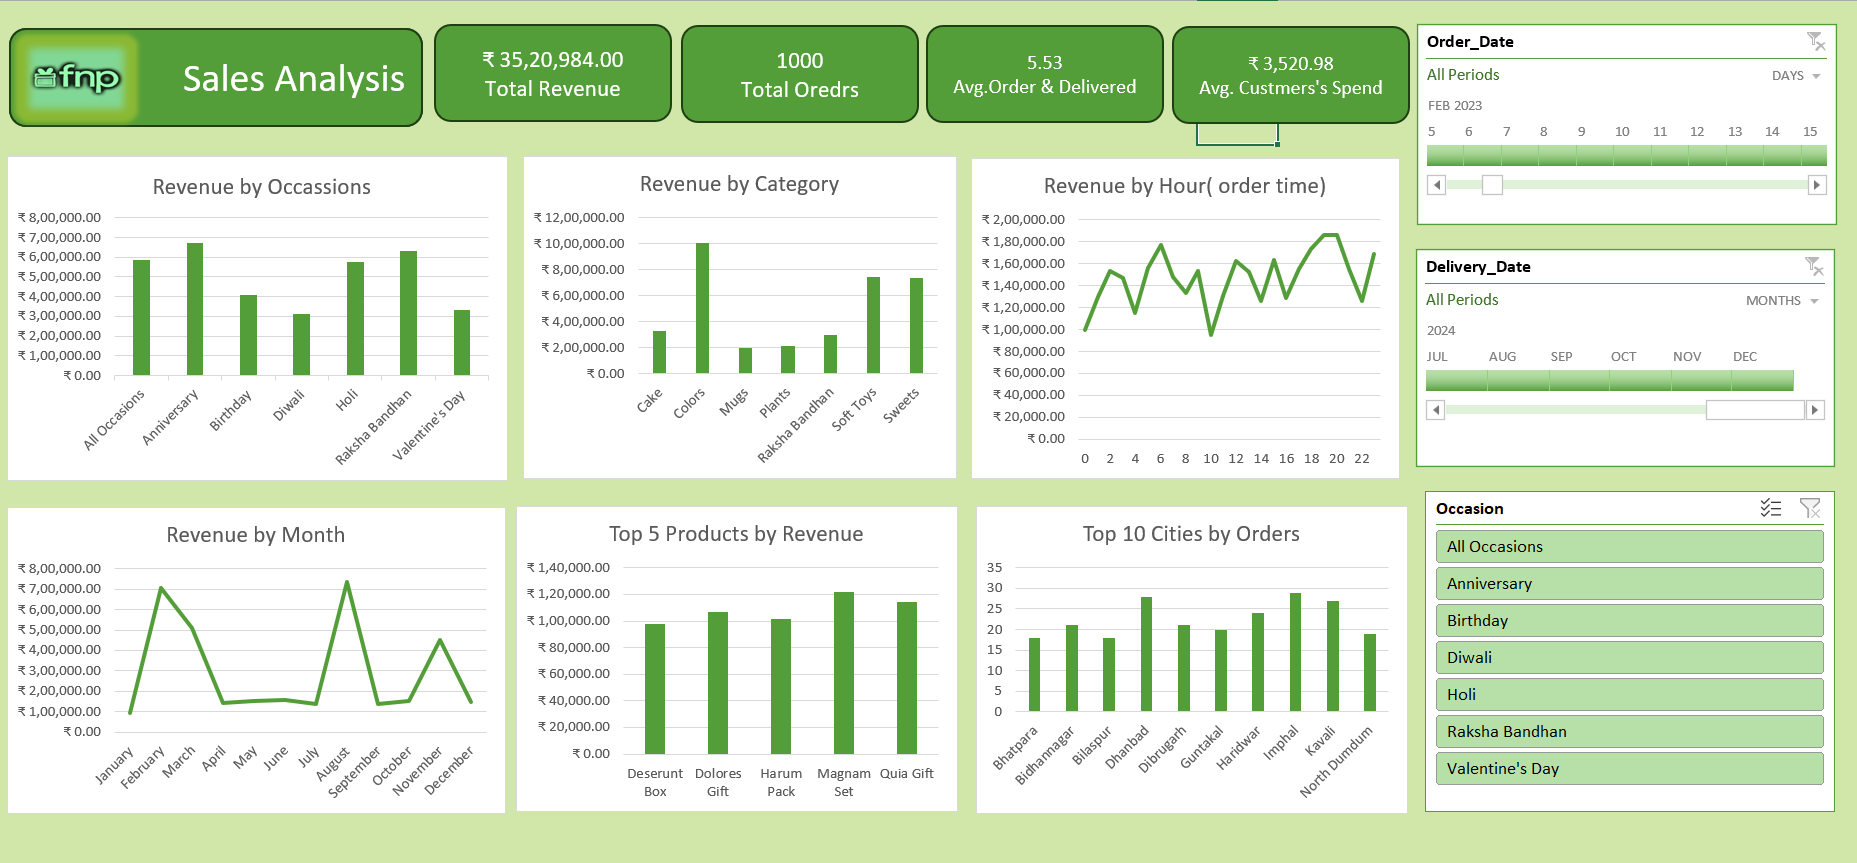 fnp
Sales Analysis
₹ 35,20,984.00
Total Revenue
1000
Total Oredrs
5.53
Avg.Order & Delivered
₹ 3,520.98
Avg. Custmers's Spend
Order_Date
All Periods
DAYS
FEB 2023
5 6 7 8 9 10 11 12 13 14 15
Delivery_Date
All Periods
MONTHS
2024
JUL AUG SEP OCT NOV DEC
Occasion
All Occasions
Anniversary
Birthday
Diwali
Holi
Raksha Bandhan
Valentine's Day
Revenue by Occassions
₹ 8,00,000.00
₹ 7,00,000.00
₹ 6,00,000.00
₹ 5,00,000.00
₹ 4,00,000.00
₹ 3,00,000.00
₹ 2,00,000.00
₹ 1,00,000.00
₹ 0.00
All Occasions
Anniversary
Birthday
Diwali
Holi
Raksha Bandhan
Valentine's Day
Revenue by Category
₹ 12,00,000.00
₹ 10,00,000.00
₹ 8,00,000.00
₹ 6,00,000.00
₹ 4,00,000.00
₹ 2,00,000.00
₹ 0.00
Cake
Colors
Mugs
Plants
Raksha Bandhan
Soft Toys
Sweets
Revenue by Hour( order time)
₹ 2,00,000.00
₹ 1,80,000.00
₹ 1,60,000.00
₹ 1,40,000.00
₹ 1,20,000.00
₹ 1,00,000.00
₹ 80,000.00
₹ 60,000.00
₹ 40,000.00
₹ 20,000.00
₹ 0.00
0 2 4 6 8 10 12 14 16 18 20 22
Revenue by Month
₹ 8,00,000.00
₹ 7,00,000.00
₹ 6,00,000.00
₹ 5,00,000.00
₹ 4,00,000.00
₹ 3,00,000.00
₹ 2,00,000.00
₹ 1,00,000.00
₹ 0.00
January
February
March
April
May
June
July
August
September
October
November
December
Top 5 Products by Revenue
₹ 1,40,000.00
₹ 1,20,000.00
₹ 1,00,000.00
₹ 80,000.00
₹ 60,000.00
₹ 40,000.00
₹ 20,000.00
₹ 0.00
Deserunt Box
Dolores Gift
Harum Pack
Magnam Set
Quia Gift
Top 10 Cities by Orders
35
30
25
20
15
10
5
0
Bhatpara
Bidhannagar
Bilaspur
Dhanbad
Dibrugarh
Guntakal
Haridwar
Imphal
Kavali
North Dumdum